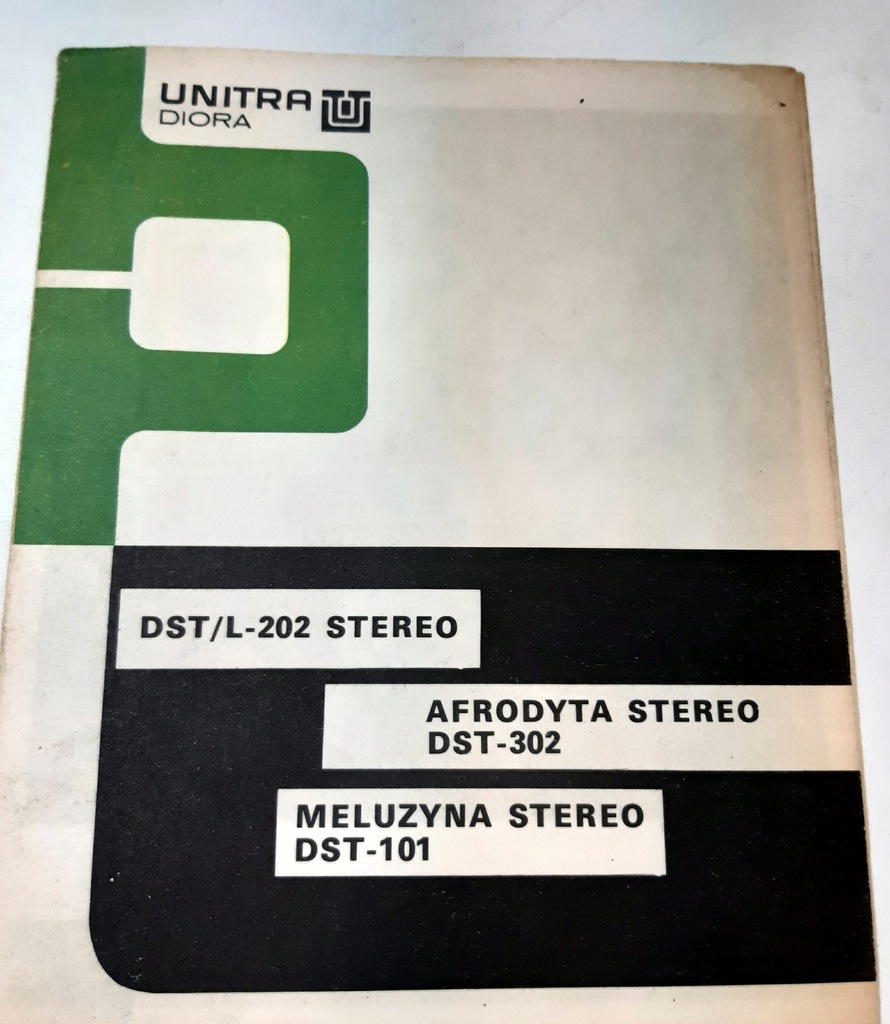 UNITRA
DIORA
DST/L-202 STEREO
AFRODYTA STEREO
DST-302
MELUZYNA STEREO
DST-101